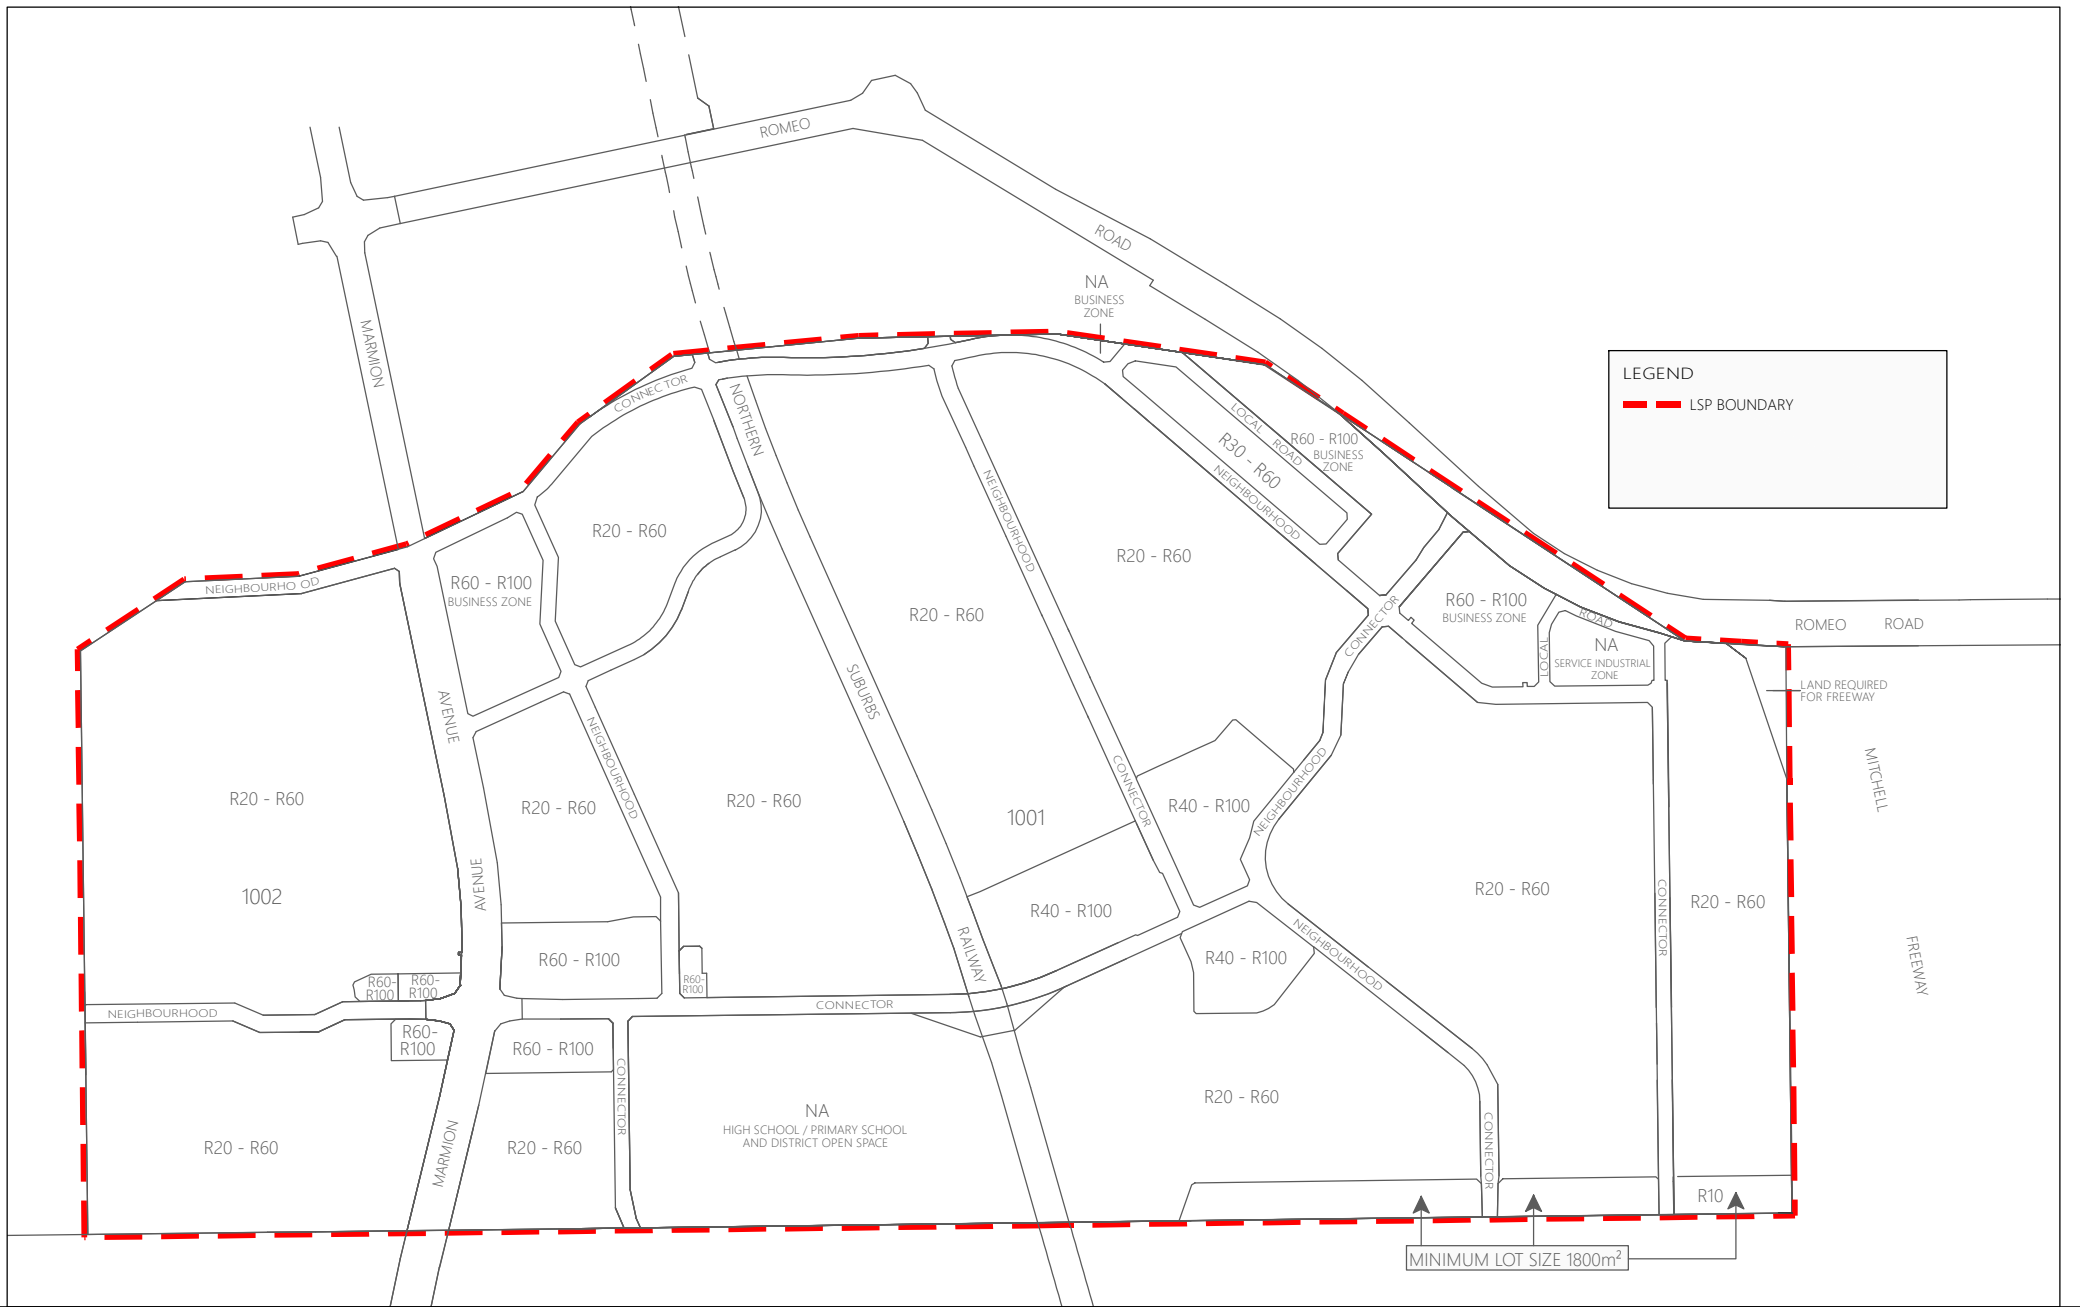 ROMEO
ROAD
NA
BUSINESS
ZONE
MARMION
LEGEND
LSP BOUNDARY
CONNECTOR
NORTHERN
LOCAL ROAD
R60 - R100
BUSINESS
ZONE
R30 - R60
NEIGHBOURHOOD
NEIGHBOURHOOD
R20 - R60
R20 - R60
NEIGHBOURHO OD
R60 - R100
BUSINESS ZONE
R20 - R60
CONNECTOR
R60 - R100
BUSINESS ZONE
ROAD
LOCAL
NA
SERVICE INDUSTRIAL
ZONE
ROMEO ROAD
LAND REQUIRED
FOR FREEWAY
AVENUE
SUBURBS
NEIGHBOURHOOD
CONNECTOR
NEIGHBOURHOOD
MITCHELL
R20 - R60
R20 - R60
R20 - R60
1001
R40 - R100
1002
AVENUE
R40 - R100
R20 - R60
CONNECTOR
R20 - R60
FREEWAY
R60 - R100
RAILWAY
R40 - R100
NEIGHBOURHOOD
R60-
R100
R60-
R100
R60-
R100
NEIGHBOURHOOD
CONNECTOR
R60-
R100
R60 - R100
CONNECTOR
NA
HIGH SCHOOL / PRIMARY SCHOOL
AND DISTRICT OPEN SPACE
R20 - R60
CONNECTOR
R20 - R60
MARMION
R20 - R60
R10
MINIMUM LOT SIZE 1800m²